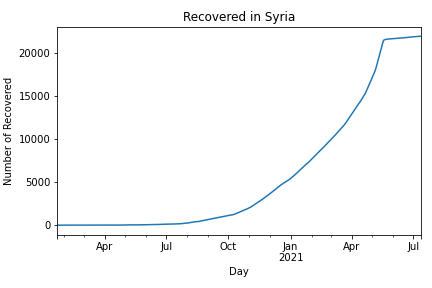 Recovered in Syria
Number of Recovered
20000
15000
10000
5000
0
Apr Jul Oct Jan Apr Jul
2021
Day